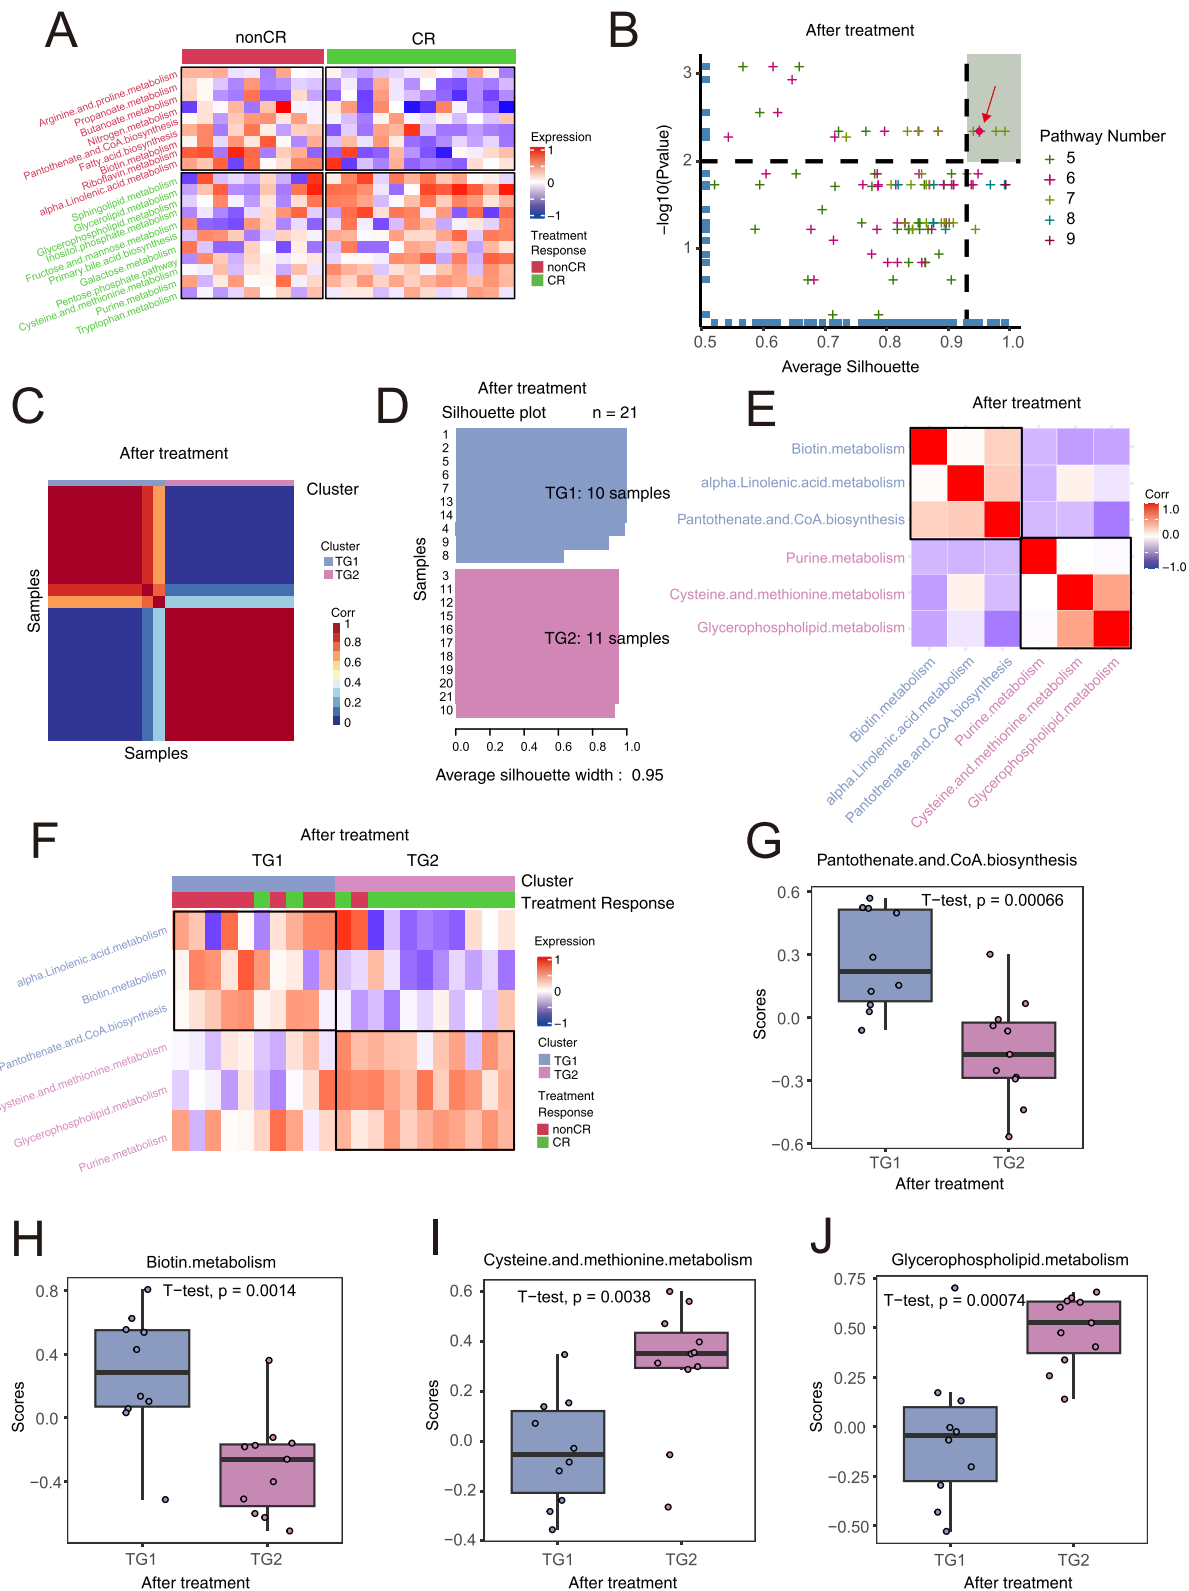 A
nonCR
CR
Arginine.and.proline.metabolism
Propanoate.metabolism
Butanoate.metabolism
Nitrogen.metabolism
Pantothenate.and.CoA.biosynthesis
Fatty.acid.biosynthesis
Biotin.metabolism
Riboflavin.metabolism
alpha.Linolenic.acid.metabolism
Sphingolipid.metabolism
Glycerolipid.metabolism
Glycerophospholipid.metabolism
Inositol.phosphate.metabolism
Fructose.and.mannose.metabolism
Primary.bile.acid.biosynthesis
Galactose.metabolism
Pentose.phosphate.pathway
Cysteine.and.methionine.metabolism
Purine.metabolism
Tryptophan.metabolism
Expression
1
0
−1
Treatment
Response
nonCR
CR
B
After treatment
−log10(Pvalue)
3
2
1
0.5
0.6
0.7
0.8
0.9
1.0
Average Silhouette
Pathway Number
5
6
7
8
9
C
After treatment
Cluster
Samples
Samples
Cluster
TG1
TG2
Corr
1
0.8
0.6
0.4
0.2
0
D
After treatment
Silhouette plot
n = 21
Samples
1
2
5
6
7
13
14
4
9
8
3
11
12
15
16
17
18
19
20
21
10
TG1: 10 samples
TG2: 11 samples
0.0
0.2
0.4
0.6
0.8
1.0
Average silhouette width : 0.95
E
After treatment
Biotin.metabolism
alpha.Linolenic.acid.metabolism
Pantothenate.and.CoA.biosynthesis
Purine.metabolism
Cysteine.and.methionine.metabolism
Glycerophospholipid.metabolism
Biotin.metabolism
alpha.Linolenic.acid.metabolism
Pantothenate.and.CoA.biosynthesis
Purine.metabolism
Cysteine.and.methionine.metabolism
Glycerophospholipid.metabolism
Corr
1.0
0.0
−1.0
F
After treatment
TG1
TG2
Cluster
Treatment Response
alpha.Linolenic.acid.metabolism
Biotin.metabolism
Pantothenate.and.CoA.biosynthesis
ysteine.and.methionine.metabolism
Glycerophospholipid.metabolism
Purine.metabolism
Expression
1
0
−1
Cluster
TG1
TG2
Treatment
Response
nonCR
CR
G
Pantothenate.and.CoA.biosynthesis
T−test, p = 0.00066
Scores
0.6
0.3
0.0
−0.3
−0.6
TG1
TG2
After treatment
H
Biotin.metabolism
T−test, p = 0.0014
Scores
0.8
0.4
0.0
−0.4
TG1
TG2
After treatment
I
Cysteine.and.methionine.metabolism
T−test, p = 0.0038
Scores
0.6
0.4
0.2
0.0
−0.2
−0.4
TG1
TG2
After treatment
J
Glycerophospholipid.metabolism
T−test, p = 0.00074
Scores
0.75
0.50
0.25
0.00
−0.25
−0.50
TG1
TG2
After treatment